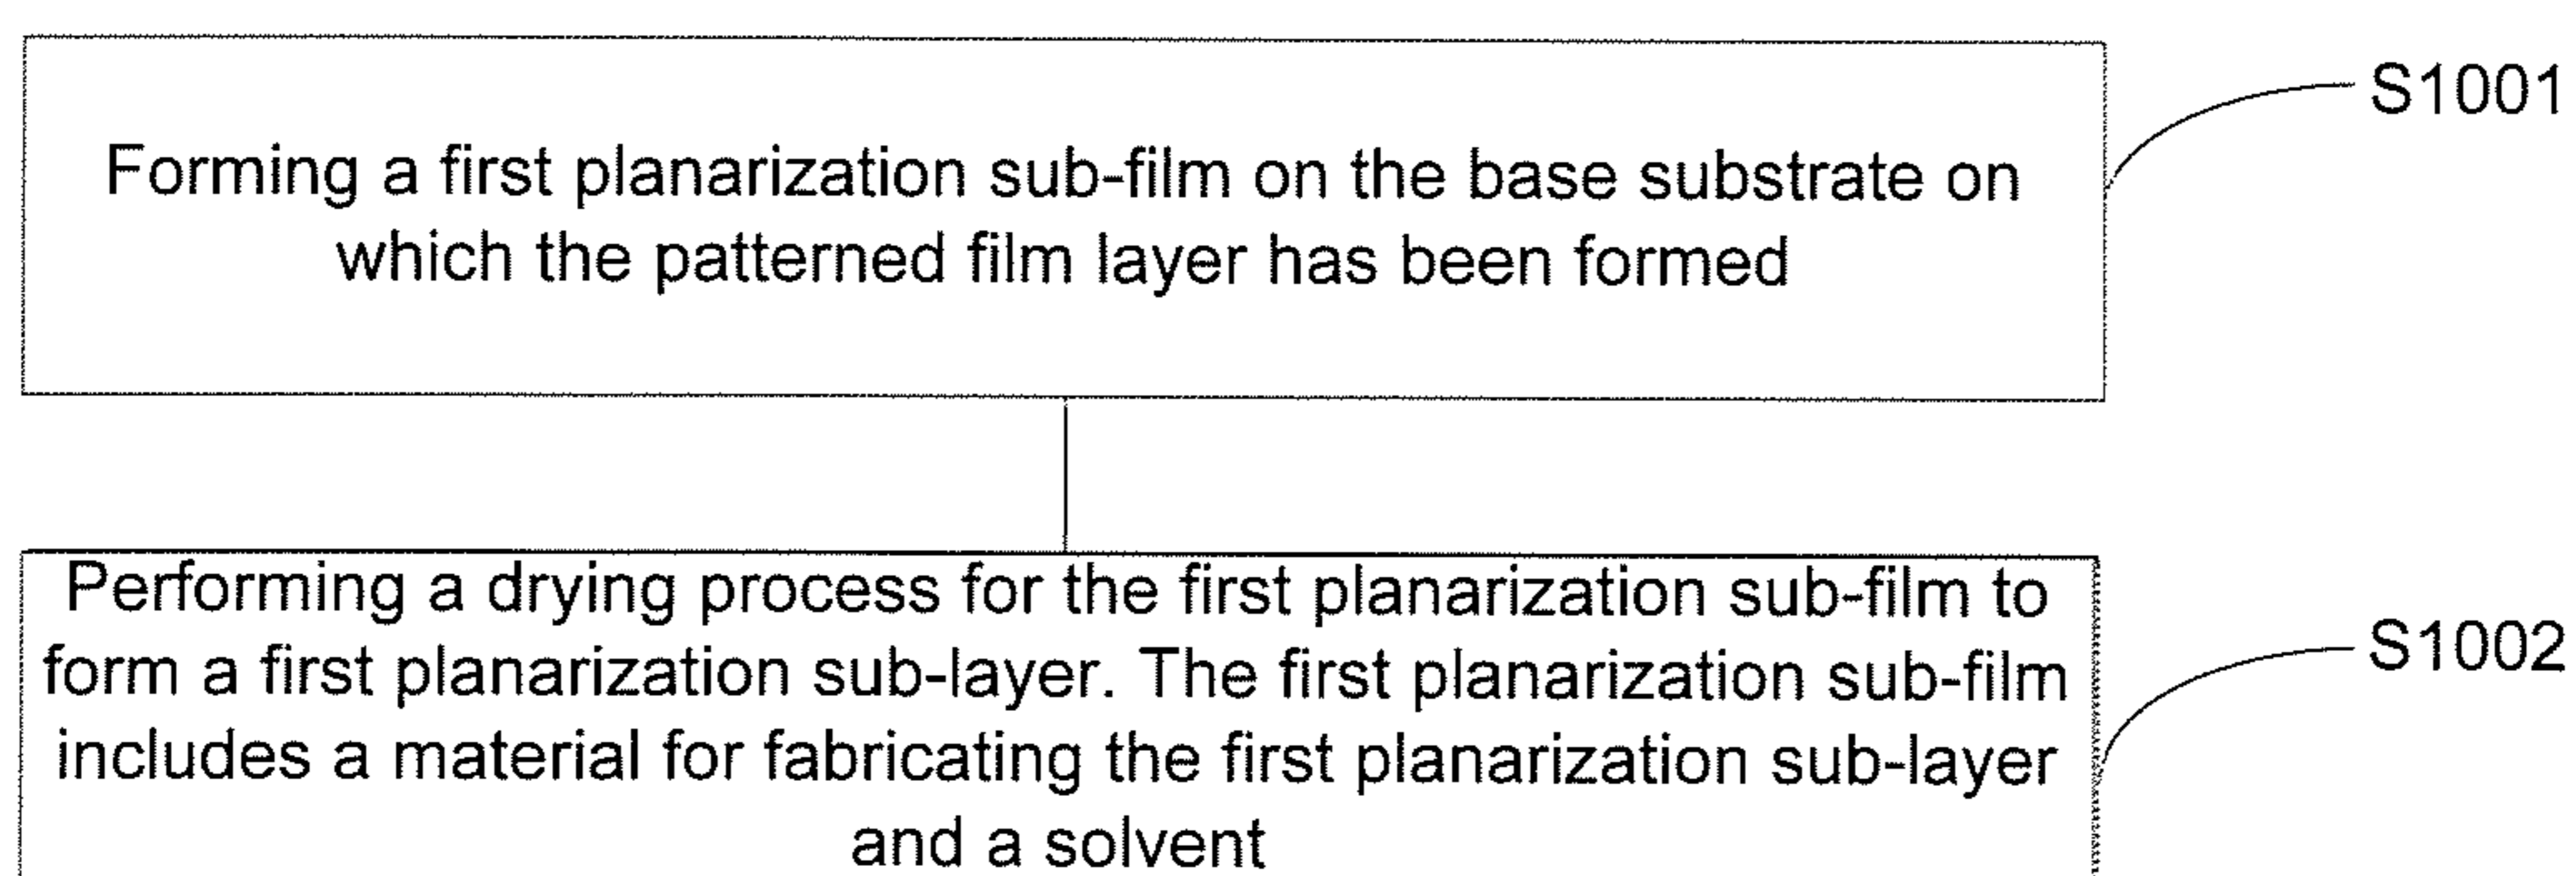 S1001
Forming a first planarization sub-film on the base substrate on
which the patterned film layer has been formed
Performing a drying process for the first planarization sub-film to
form a first planarization sub-layer. The first planarization sub-film
S1002
includes a material for fabricating the first planarization sub-layer
and a solvent